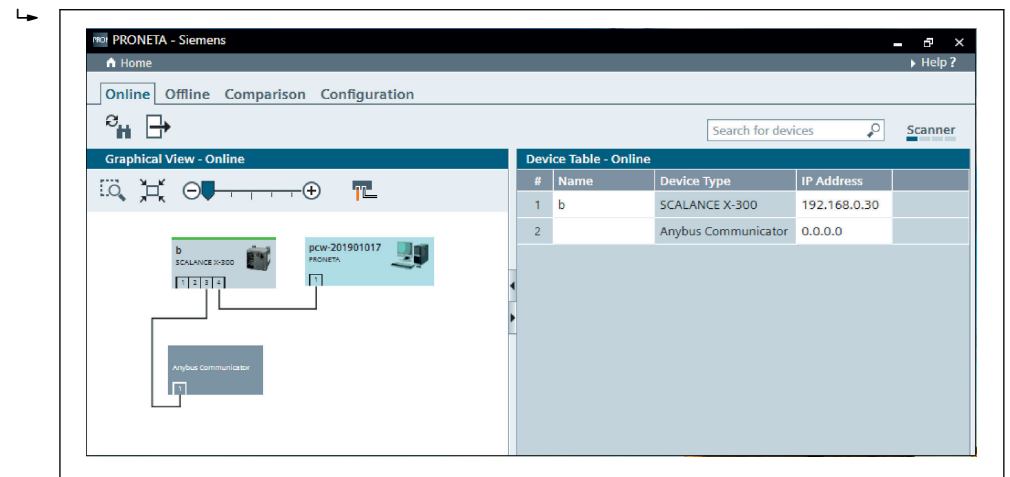 PRONETA - Siemens
Home
Help ?
Online Offline Comparison Configuration
Search for devices
Scanner
Graphical View - Online
Device Table - Online
# Name Device Type IP Address
1 b SCALANCE X-300 192.168.0.30
2 Anybus Communicator 0.0.0.0
b
SCALANCE X-300
1 2 3 4
pcw-201901017
PRONETA
1
Anybus Communicator
1